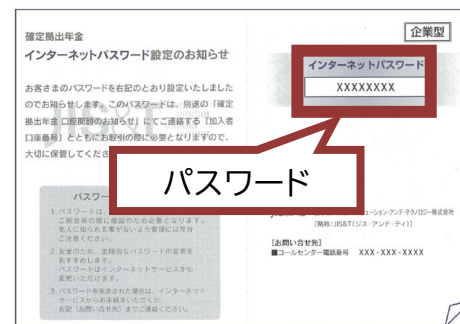 確定拠出年金
インターネットパスワード設定のお知らせ
お客さまのパスワードを右記のとおり設定いたしました
のでお知らせします。このパスワードは、別送の「確定
拠出年金 口座開設のお知らせ」にてご連絡する「加入者
口座番号」とともにお取引の際に必要となりますので、
大切に保管してくださ
企業型
インターネットパスワード
XXXXXXXX
パスワード
JIS&T
パスワー
1.パスワードは、
ご照会等の際に確認のため必要となります。
他人に知られる事がないよう管理には充分
ご注意ください。
2.安全のため、定期的なパスワードの変更を
おすすめします。
パスワードはインターネットサービスから
変更いただけます。
3.パスワードを失念された場合は、インターネット
サービスからお手続きいただくか、
右記「お問い合せ先」までご連絡ください。
ューション・アンド・テクノロジー株式会社
[略称:JIS&T(ジス・アンド・ティ)]
[お問い合せ先]
■コールセンター電話番号 XXX-XXX-XXXX